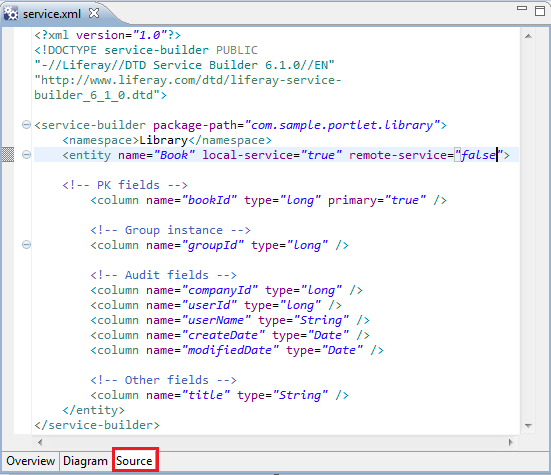 service.xml
<?xml version="1.0"?>
<!DOCTYPE service-builder PUBLIC
"-//Liferay//DTD Service Builder 6.1.0//EN"
"http://www.liferay.com/dtd/liferay-service-
builder_6_1_0.dtd">
<service-builder package-path="com.sample.portlet.library">
<namespace>Library</namespace>
<entity name="Book" local-service="true" remote-service="false">
<!-- PK fields -->
<column name="bookId" type="long" primary="true" />
<!-- Group instance -->
<column name="groupId" type="long" />
<!-- Audit fields -->
<column name="companyId" type="long" />
<column name="userId" type="long" />
<column name="userName" type="String" />
<column name="createDate" type="Date" />
<column name="modifiedDate" type="Date" />
<!-- Other fields -->
<column name="title" type="String" />
</entity>
</service-builder>
Overview Diagram Source